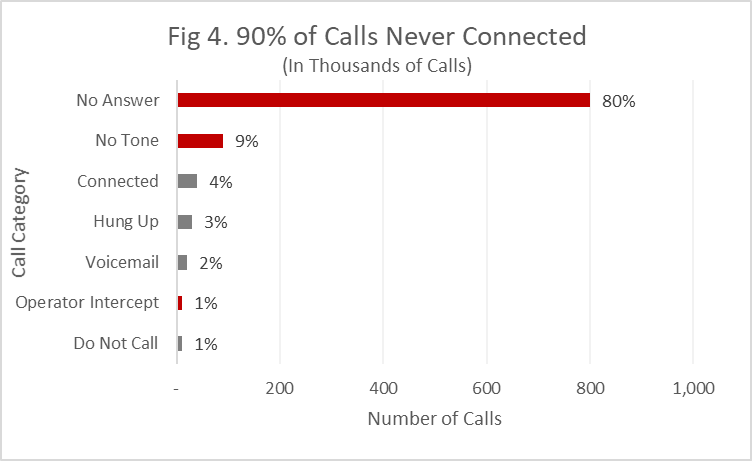 Fig 4. 90% of Calls Never Connected
(In Thousands of Calls)
Call Category
No Answer 80%
No Tone 9%
Connected 4%
Hung Up 3%
Voicemail 2%
Operator Intercept 1%
Do Not Call 1%
- 200 400 600 800 1,000
Number of Calls